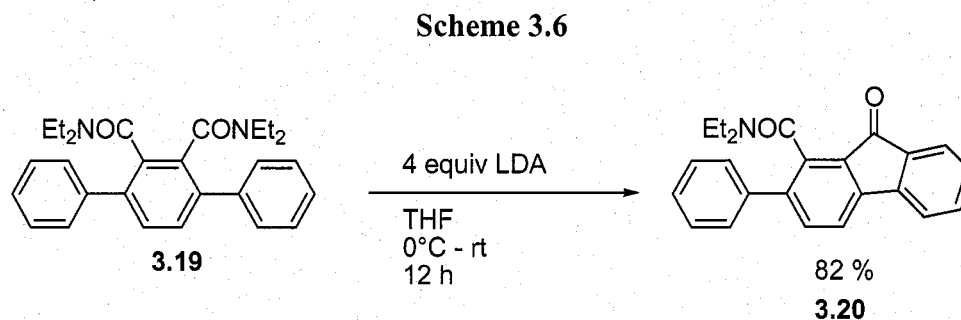 Scheme 3.6
Et₂NOC
CONEt₂
3.19
4 equiv LDA
THF
0°C - rt
12 h
Et₂NOC
O
82 %
3.20